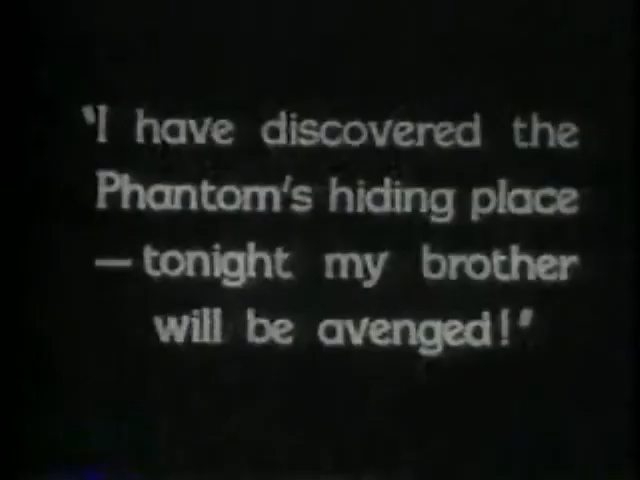 "I have discovered the
Phantom's hiding place
— tonight my brother
will be avenged!"